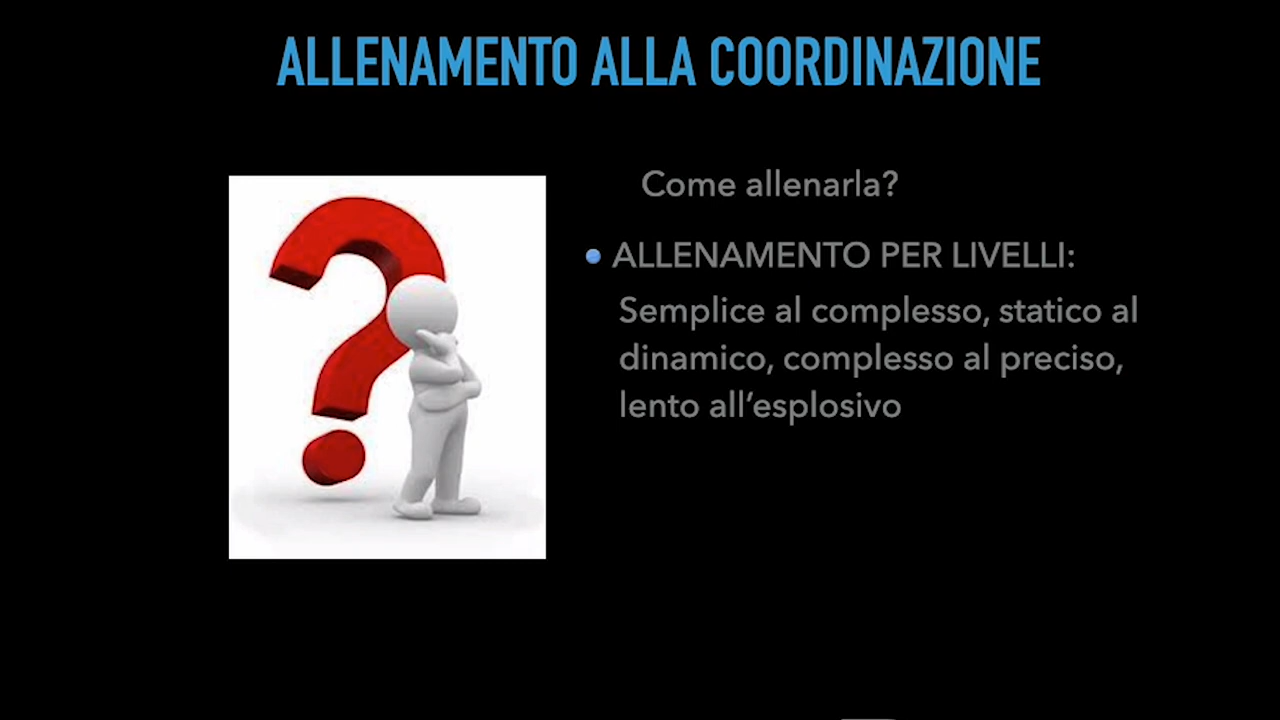 ALLENAMENTO ALLA COORDINAZIONE
Come allenarla?
ALLENAMENTO PER LIVELLI:
Semplice al complesso, statico al
dinamico, complesso al preciso,
lento all’esplosivo